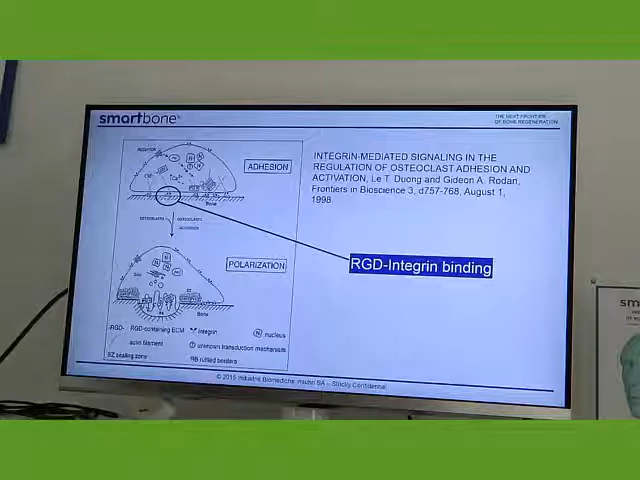 smartbone
THE NEXT FRONTIER
OF BONE REGENERATION
ADHESION
Bone
INTEGRIN-MEDIATED SIGNALING IN THE
REGULATION OF OSTEOCLAST ADHESION AND
ACTIVATION, Le T. Duong and Gideon A. Rodan,
Frontiers in Bioscience 3, d757-768, August 1,
1998
RGD-Integrin binding
POLARIZATION
Bone
RGD- RGD-containing ECM integrin N nucleus
actin filament ? unknown transduction mechanism
SZ sealing zone RB ruffled borders
© 2015 Industrie Biomediche Insubri SA – Strictly Confidential